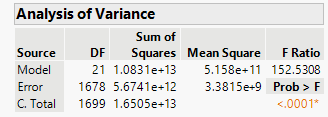 Analysis of Variance
Sum of
Source DF Squares Mean Square F Ratio
Model 21 1.0831e+13 5.158e+11 152.5308
Error 1678 5.6741e+12 3.3815e+9 Prob > F
C. Total 1699 1.6505e+13 <.0001*